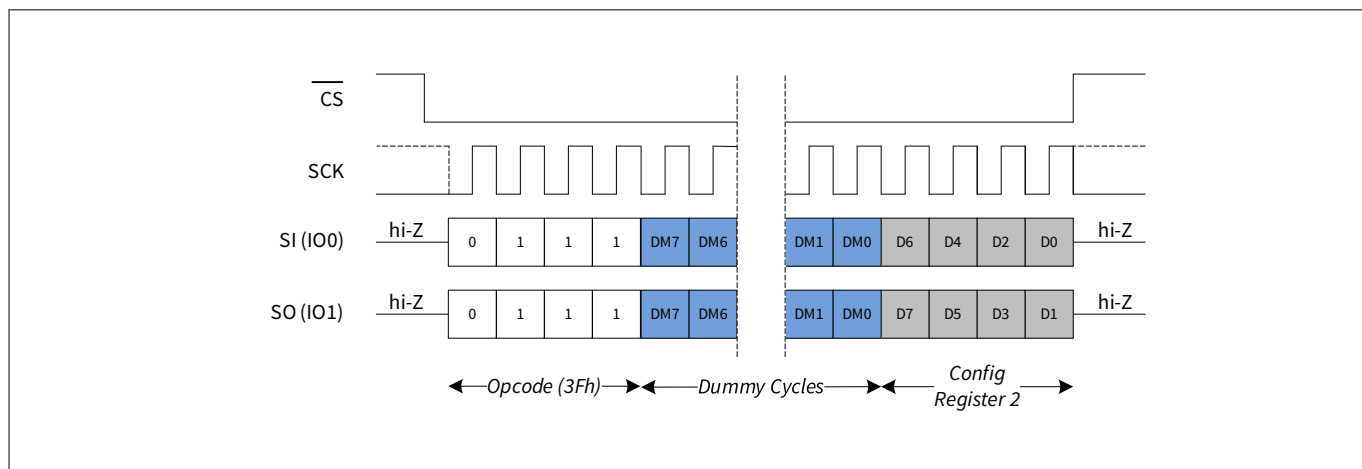 CS
SCK
SI (IO0) hi-Z 0 1 1 1 DM7 DM6 DM1 DM0 D6 D4 D2 D0 hi-Z
SO (IO1) hi-Z 0 1 1 1 DM7 DM6 DM1 DM0 D7 D5 D3 D1 hi-Z
Opcode (3Fh) Dummy Cycles Config
Register 2